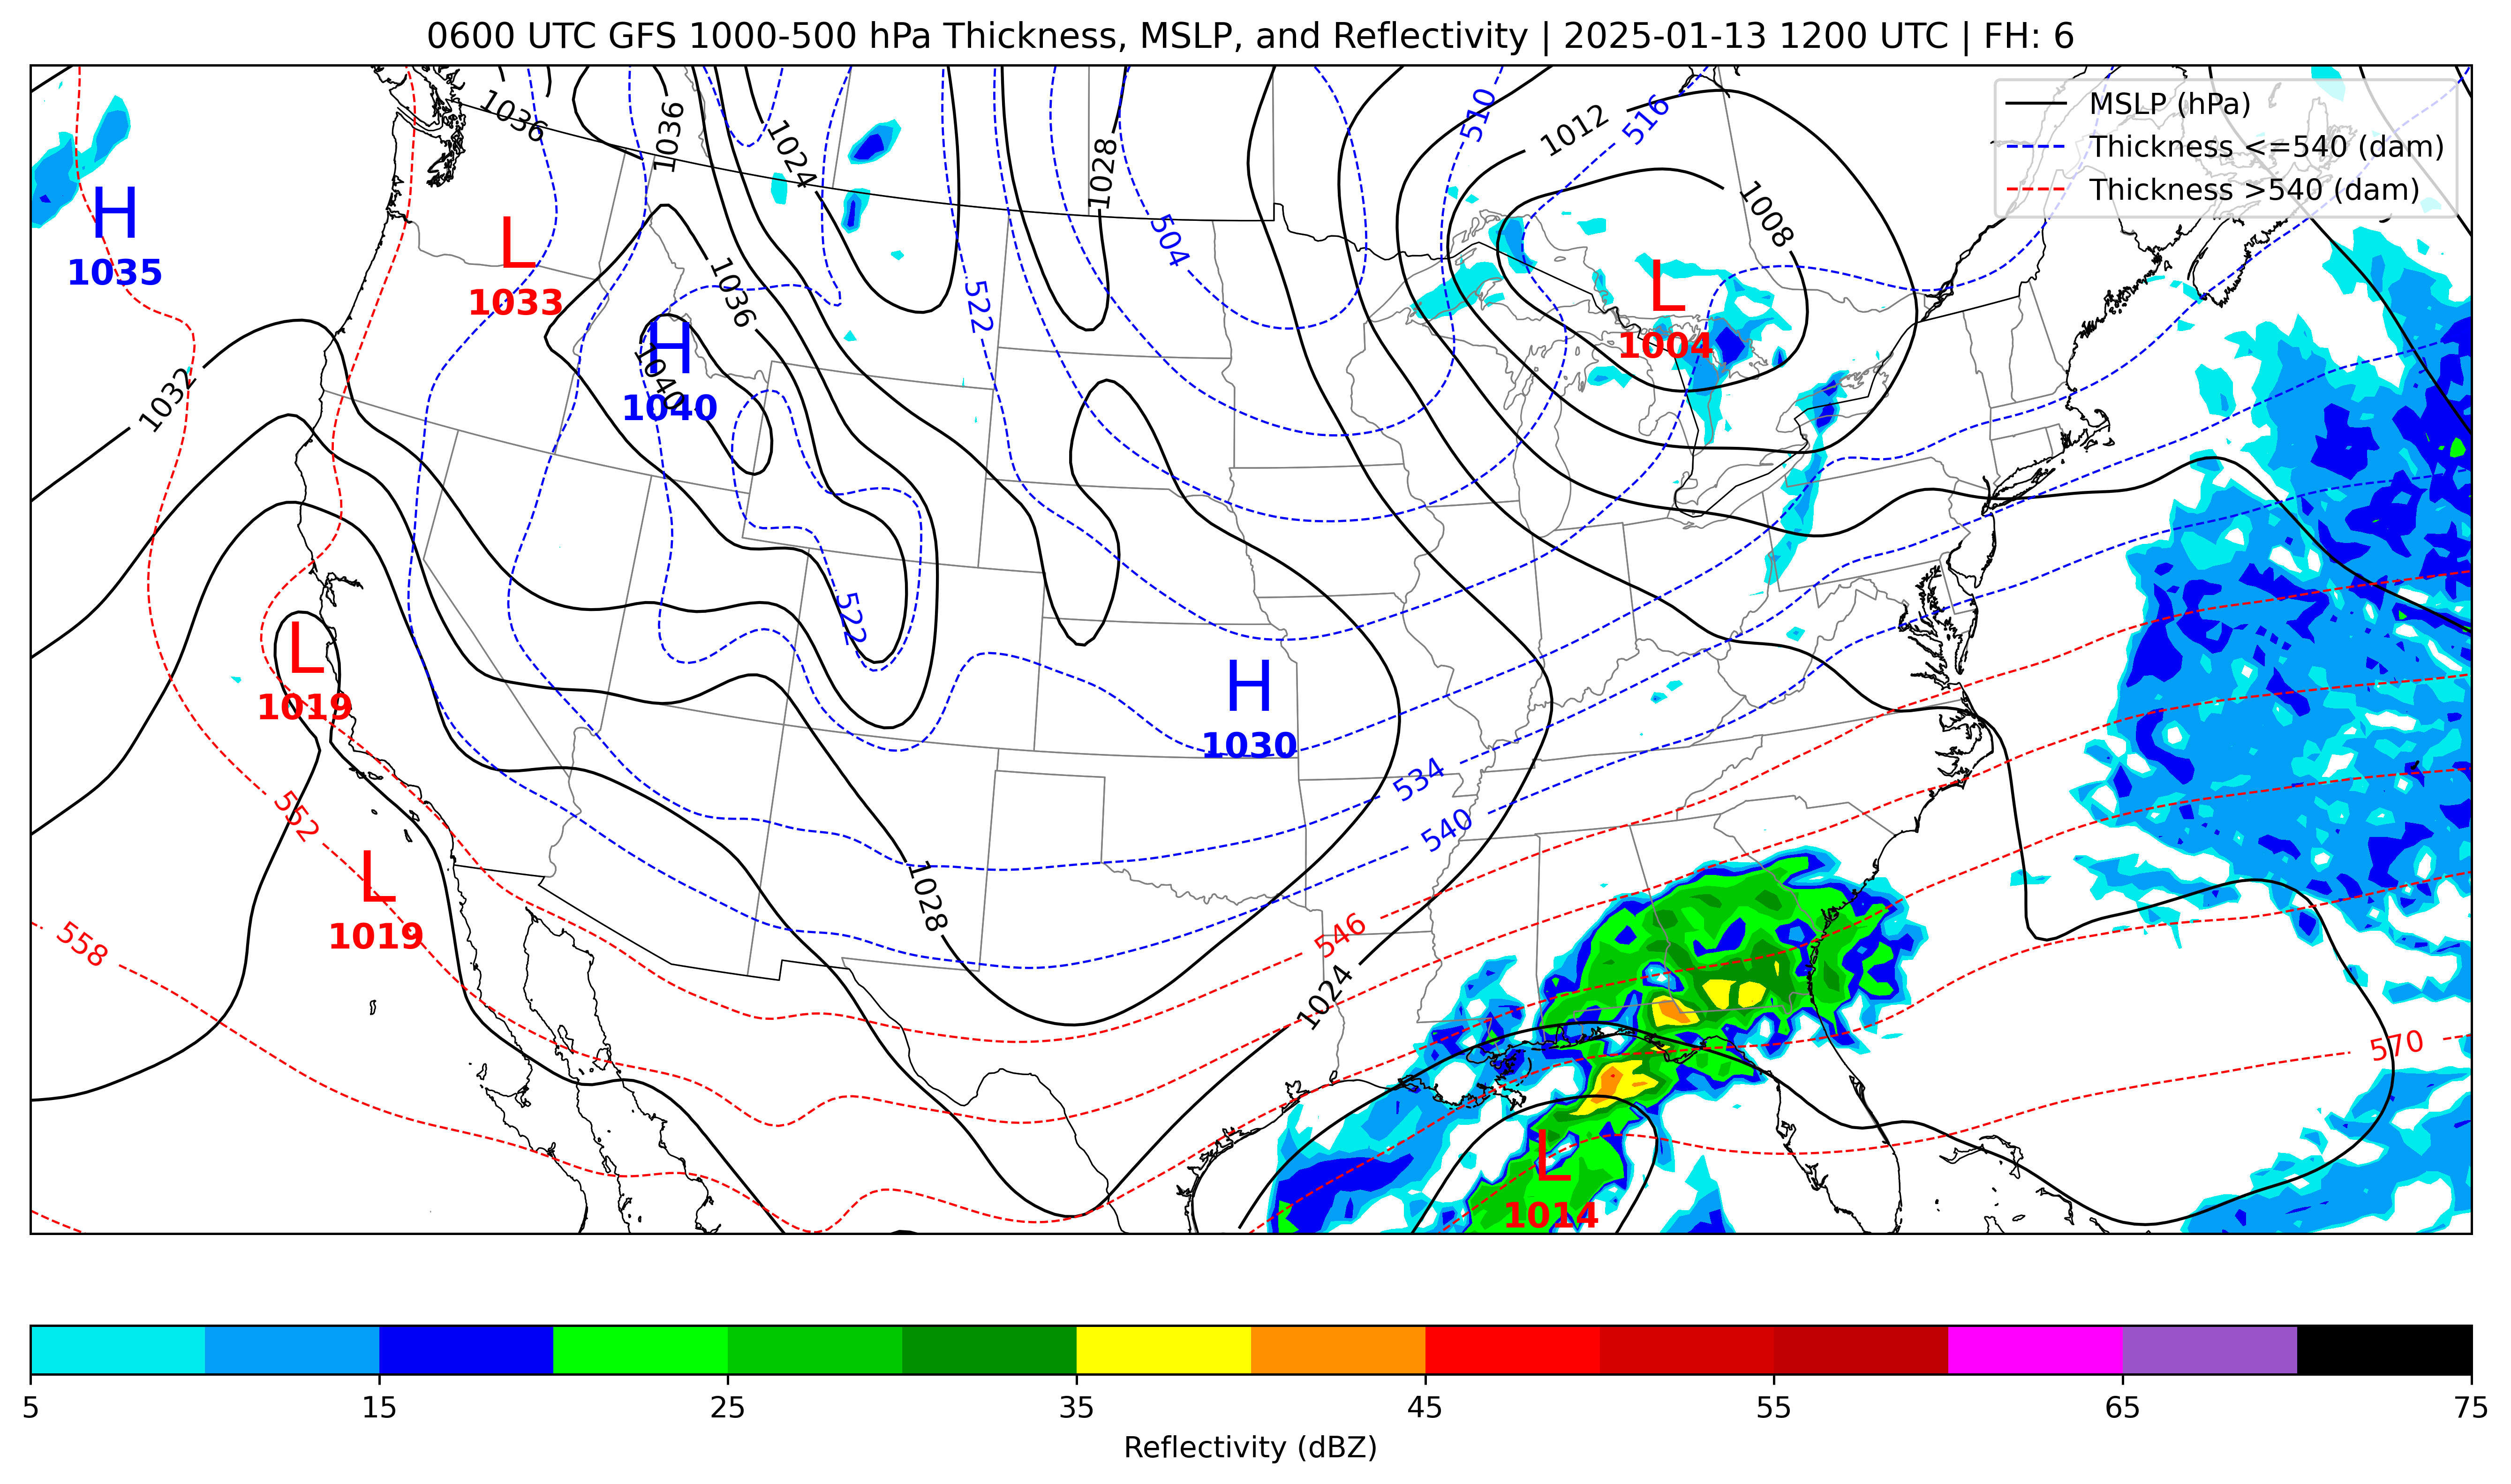 0600 UTC GFS 1000-500 hPa Thickness, MSLP, and Reflectivity | 2025-01-13 1200 UTC | FH: 6
MSLP (hPa)
Thickness <=540 (dam)
Thickness >540 (dam)
1036
1036
1024
1028
510
516
1012
1008
504
H
1035
L
1033
1036
522
L
1004
H
1040
1040
1032
522
L
1019
H
1030
534
540
552
L
1019
1028
546
558
1024
570
L
1014
5
15
25
35
45
55
65
75
Reflectivity (dBZ)